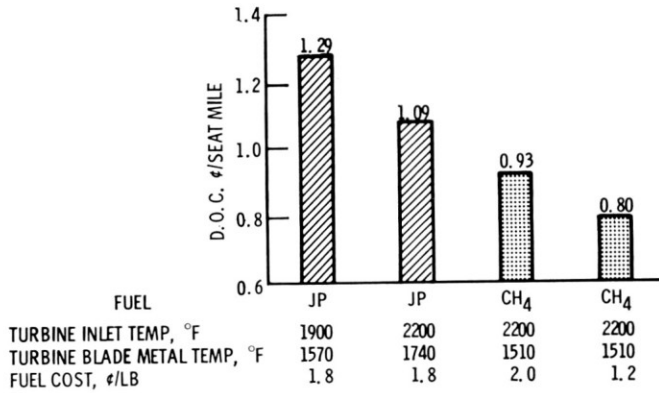 1.4
1.29
1.2
1.09
1.0
0.93
0.8
0.80
0.6
D.O.C. ¢/SEAT MILE
FUEL JP JP CH4 CH4
TURBINE INLET TEMP, °F 1900 2200 2200 2200
TURBINE BLADE METAL TEMP, °F 1570 1740 1510 1510
FUEL COST, ¢/LB 1.8 1.8 2.0 1.2